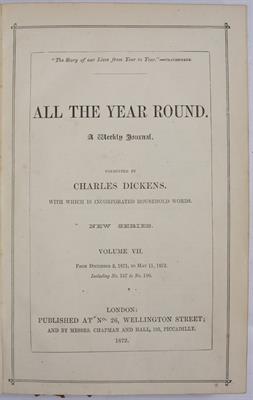 "The Story of our Lives from Year to Year."—SHAKESPEARE.
ALL THE YEAR ROUND.
A Weekly Journal.
CONDUCTED BY
CHARLES DICKENS.
WITH WHICH IS INCORPORATED HOUSEHOLD WORDS.
NEW SERIES.
VOLUME VII.
FROM DECEMBER 2, 1871, TO MAY 11, 1872.
Including No. 157 to No. 180.
LONDON:
PUBLISHED AT No. 26, WELLINGTON STREET;
AND BY MESSRS. CHAPMAN AND HALL, 193, PICCADILLY.
1872.